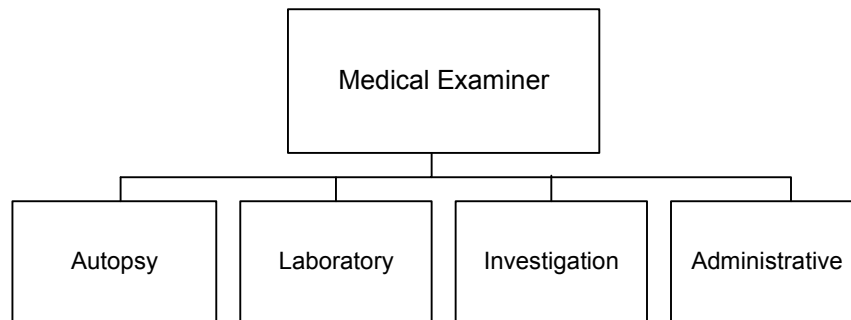 Medical Examiner
Autopsy
Laboratory
Investigation
Administrative